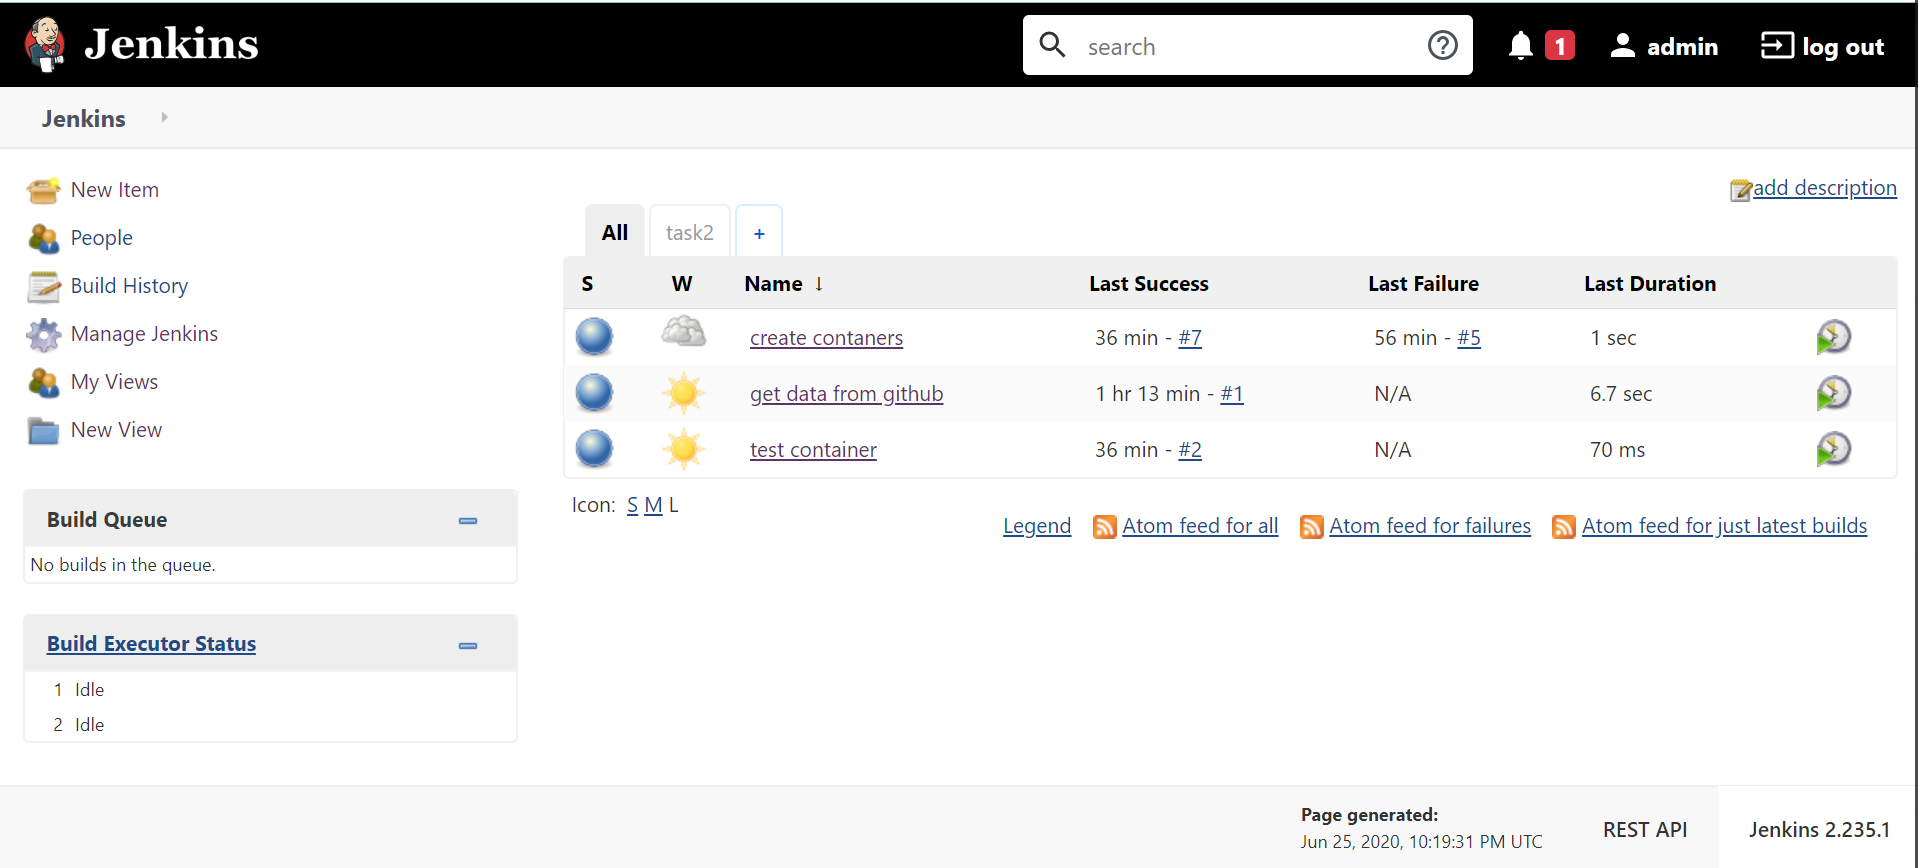 Jenkins
search
1
admin
log out
Jenkins
New Item
People
Build History
Manage Jenkins
My Views
New View
Build Queue
No builds in the queue.
Build Executor Status
1 Idle
2 Idle
add description
All task2 +
S W Name ↓ Last Success Last Failure Last Duration
create contaners 36 min - #7 56 min - #5 1 sec
get data from github 1 hr 13 min - #1 N/A 6.7 sec
test container 36 min - #2 N/A 70 ms
Icon: S M L
Legend Atom feed for all Atom feed for failures Atom feed for just latest builds
Page generated:
Jun 25, 2020, 10:19:31 PM UTC
REST API
Jenkins 2.235.1